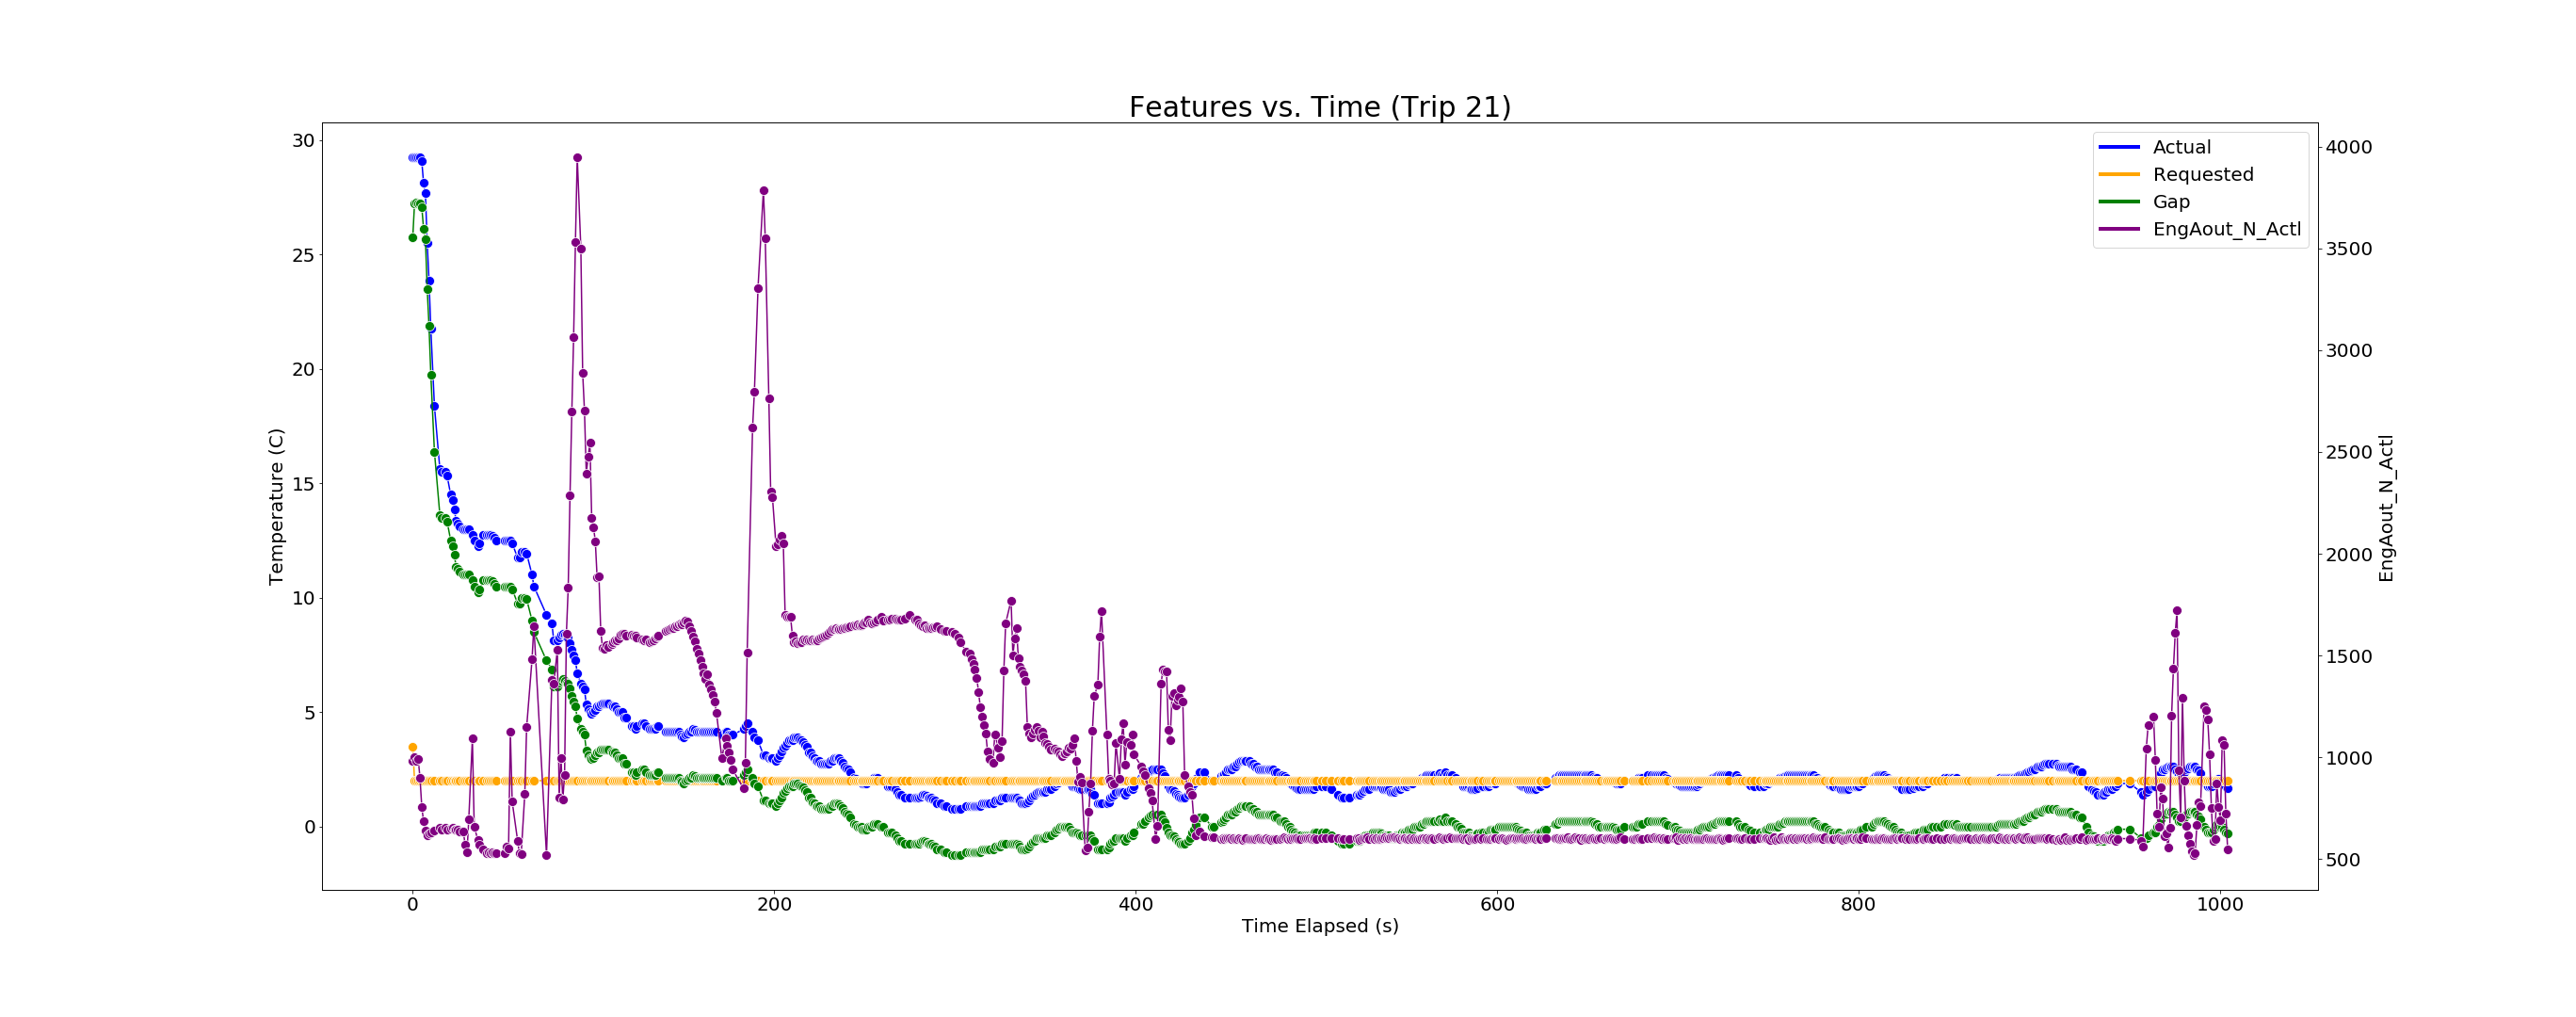 Features vs. Time (Trip 21)
30
25
20
15
10
5
0
Temperature (C)
4000
3500
3000
2500
2000
1500
1000
500
EngAout_N_Actl
Actual
Requested
Gap
EngAout_N_Actl
0 200 400 600 800 1000
Time Elapsed (s)